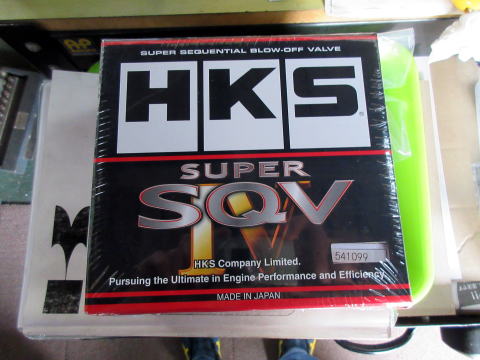 SUPER SEQUENTIAL BLOW-OFF VALVE
HKS
SUPER
SQV
IV
541099
HKS Company Limited.
Pursuing the Ultimate in Engine Performance and Efficiency.
MADE IN JAPAN